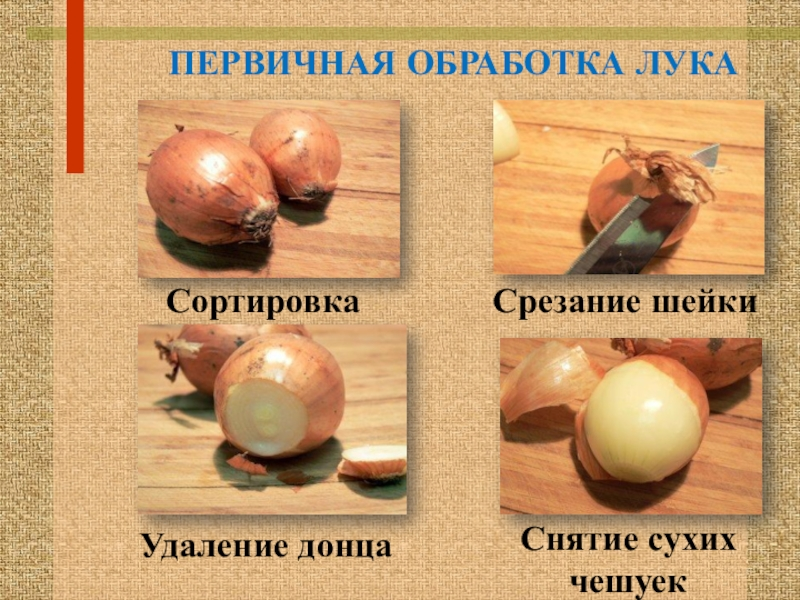 ПЕРВИЧНАЯ ОБРАБОТКА ЛУКА
Сортировка
Срезание шейки
Удаление донца
Снятие сухих
чешуек